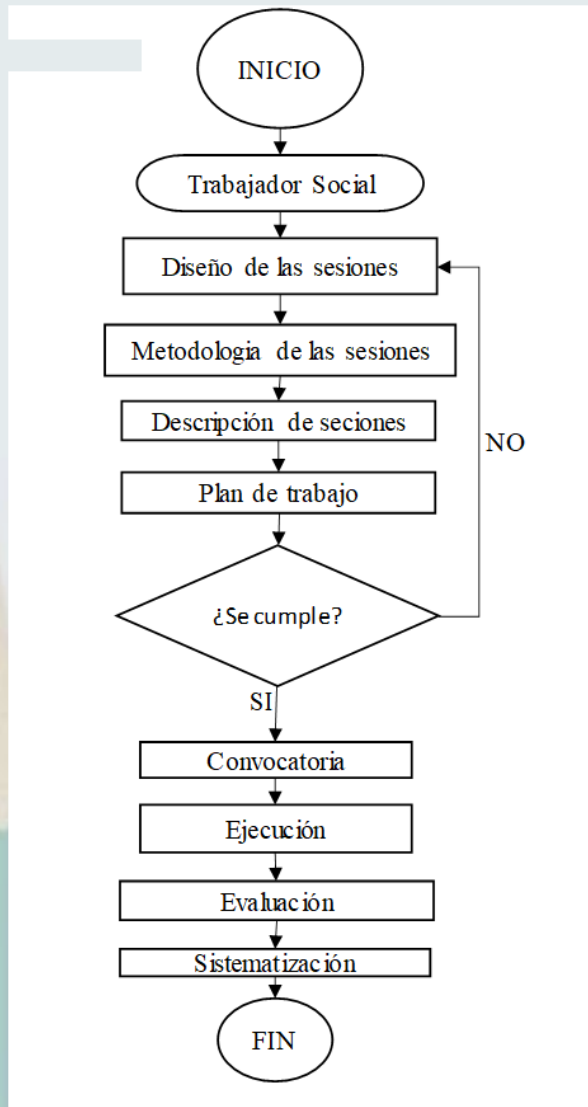 INICIO
Trabajador Social
Diseño de las sesiones
Metodologia de las sesiones
Descripción de seciones
NO
Plan de trabajo
¿Se cumple?
SI
Convocatoria
Ejecución
Evaluación
Sistematización
FIN